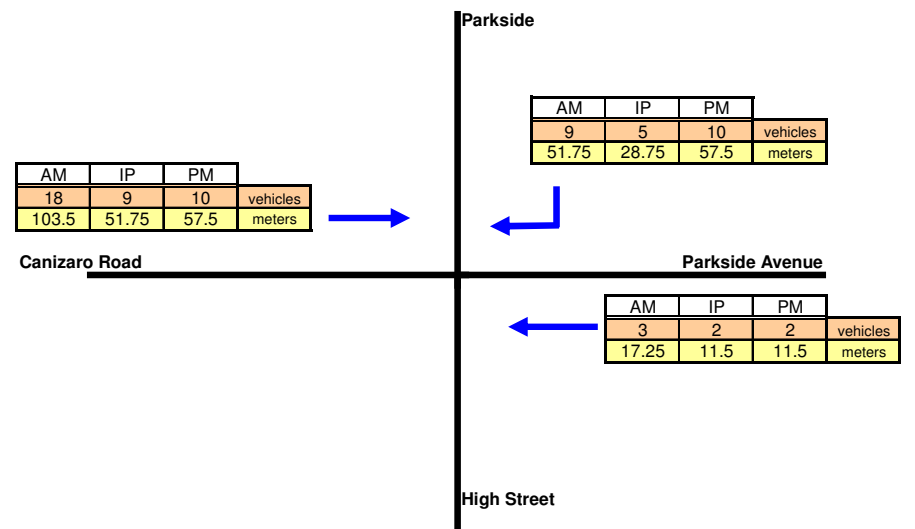 Parkside
AM IP PM
9 5 10 vehicles
51.75 28.75 57.5 meters
AM IP PM
18 9 10 vehicles
103.5 51.75 57.5 meters
Canizaro Road
Parkside Avenue
AM IP PM
3 2 2 vehicles
17.25 11.5 11.5 meters
High Street